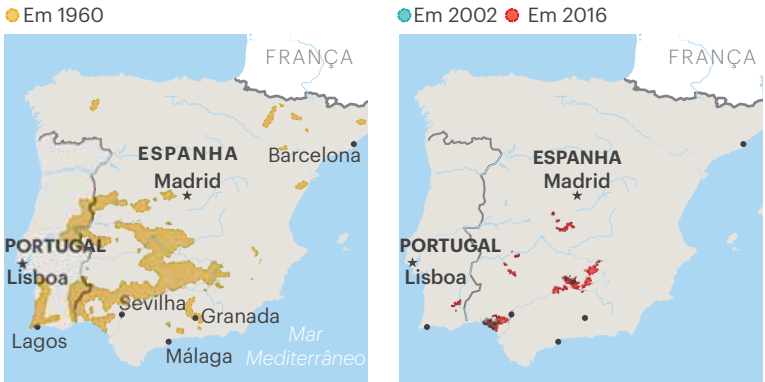 Em 1960
FRANÇA
ESPANHA
Madrid
Barcelona
PORTUGAL
Lisboa
Sevilha
Granada
Lagos
Málaga
Mar
Mediterrâneo
Em 2002 Em 2016
FRANÇA
ESPANHA
Madrid
PORTUGAL
Lisboa